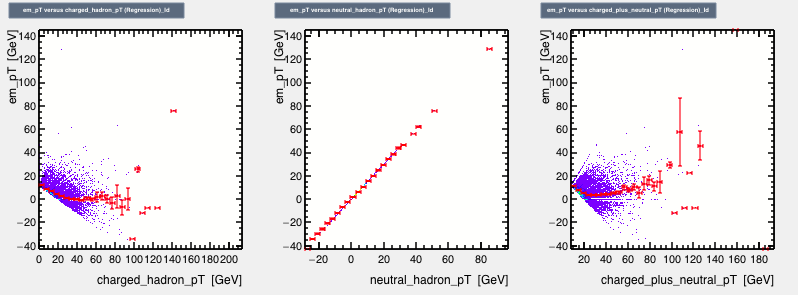 em_pT versus charged_hadron_pT (Regression)_Id
em_pT versus neutral_hadron_pT (Regression)_Id
em_pT versus charged_plus_neutral_pT (Regression)_Id
em_pT [GeV]
140
120
100
80
60
40
20
0
−20
−40
0 20 40 60 80 100 120 140 160 180 200
charged_hadron_pT [GeV]
em_pT [GeV]
140
120
100
80
60
40
20
0
−20
−40
−20 0 20 40 60 80
neutral_hadron_pT [GeV]
em_pT [GeV]
140
120
100
80
60
40
20
0
−20
−40
20 40 60 80 100 120 140 160 180
charged_plus_neutral_pT [GeV]